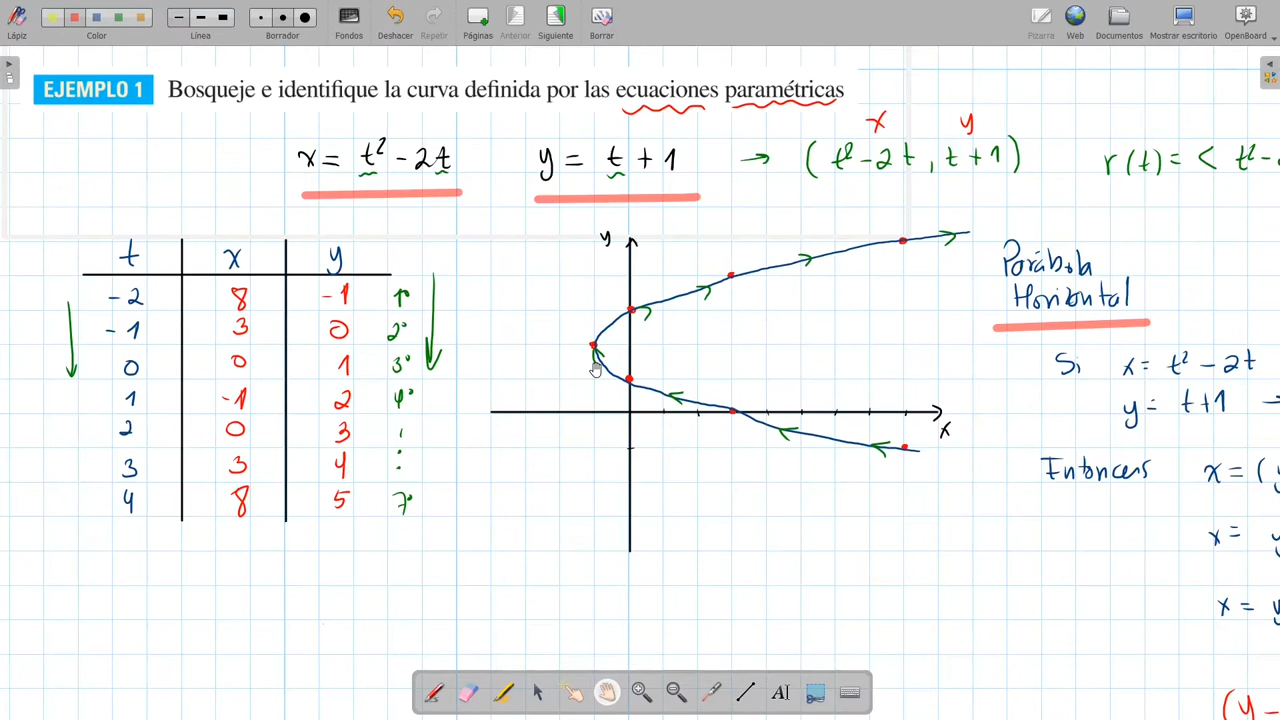 Lápiz Color Línea Borrador Fondos Deshacer Repetir Páginas Anterior Siguiente Borrar Pizarra Web Documentos Mostrar escritorio OpenBoard
EJEMPLO 1 Bosqueje e identifique la curva definida por las ecuaciones paramétricas
x y
x = t² - 2t y = t + 1 → (t² - 2t, t + 1) r(t) = < t² -
t x y
-2 8 -1 1°
-1 3 0 2°
0 0 1 3°
1 -1 2 4°
2 0 3
3 3 4
4 8 5 7°
y
x
Parábola
Horizontal
Si x = t² - 2t
y = t + 1 →
Entonces x = (y
x = y
x = y
(y -
AI